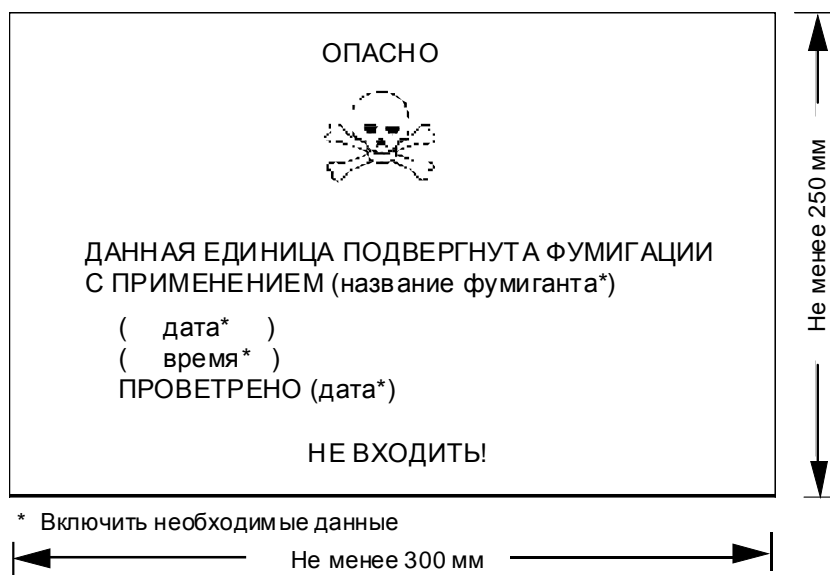 ОПАСНО
ДАННАЯ ЕДИНИЦА ПОДВЕРГНУТА ФУМИГАЦИИ
С ПРИМЕНЕНИЕМ (название фумиганта*)
( дата* )
( время* )
ПРОВЕТРЕНО (дата*)
НЕ ВХОДИТЬ!
Не менее 250 мм
* Включить необходимые данные
Не менее 300 мм